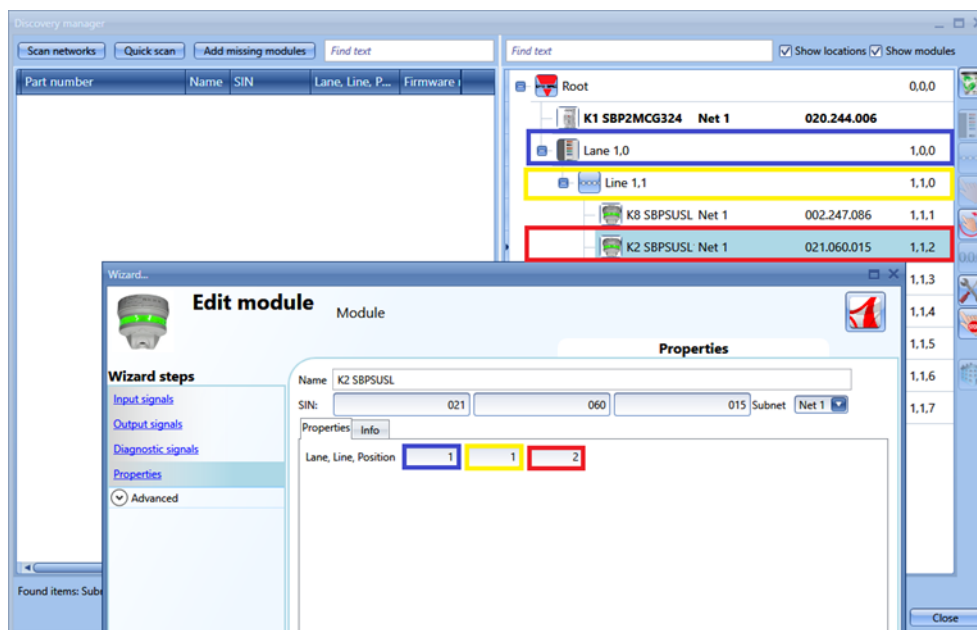 Discovery manager
Scan networks Quick scan Add missing modules Find text
Part number Name SIN Lane, Line, P... Firmware
Find text Show locations Show modules
Root 0,0,0
K1 SBP2MCG324 Net 1 020.244.006
Lane 1,0 1,0,0
Line 1,1 1,1,0
K8 SBPSUSL Net 1 002.247.086 1,1,1
K2 SBPSUSL Net 1 021.060.015 1,1,2
1,1,3
1,1,4
1,1,5
1,1,6
1,1,7
Wizard...
Edit module Module
Properties
Wizard steps
Input signals
Output signals
Diagnostic signals
Properties
Advanced
Name K2 SBPSUSL
SIN: 021 060 015 Subnet Net 1
Properties Info
Lane, Line, Position 1 1 2
Found items: Sub
Close